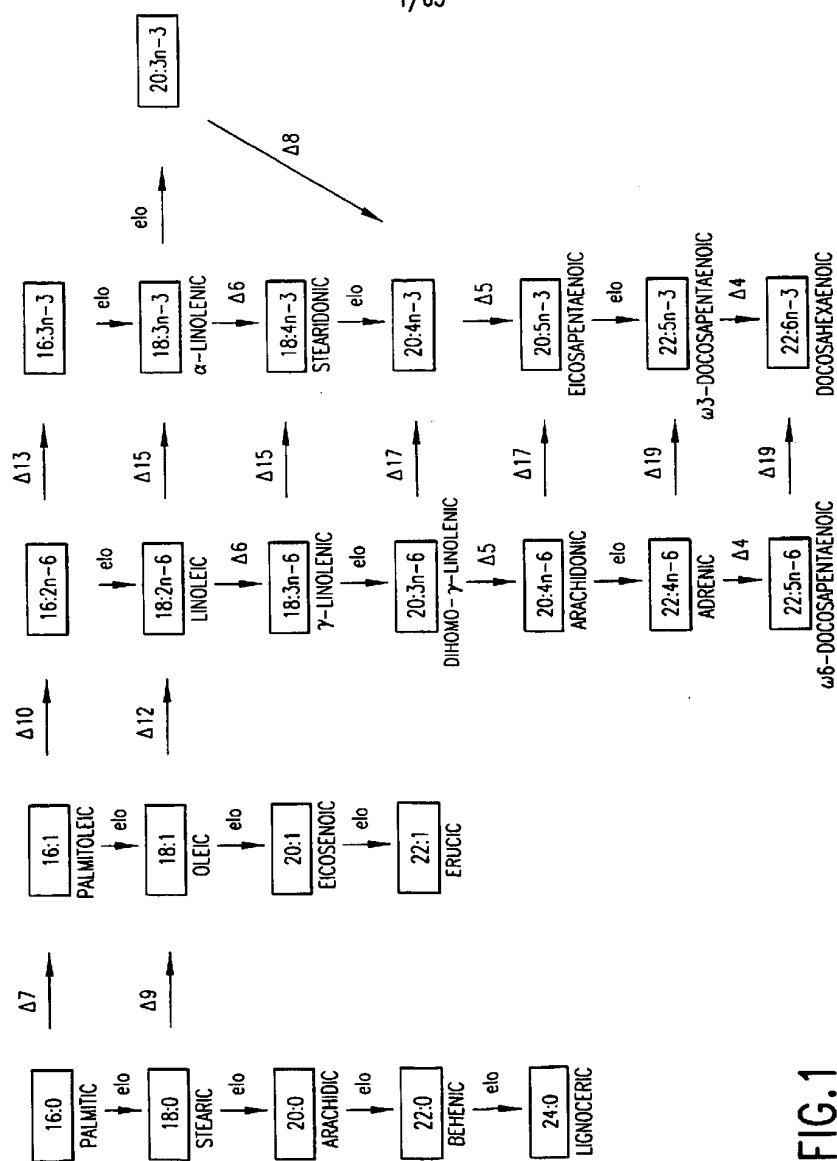 Δ7
Δ10
Δ13
16:0
16:1
16:2n-6
16:3n-3
PALMITIC
PALMITOLEIC
elo
elo
elo
elo
Δ9
Δ12
Δ15
elo
18:0
18:1
18:2n-6
18:3n-3
20:3n-3
STEARIC
OLEIC
LINOLEIC
α-LINOLENIC
elo
elo
Δ6
Δ6
Δ15
Δ8
20:0
20:1
18:3n-6
18:4n-3
ARACHIDIC
EICOSENOIC
γ-LINOLENIC
STEARIDONIC
elo
elo
elo
elo
Δ17
22:0
22:1
20:3n-6
20:4n-3
BEHENIC
ERUCIC
DIHOMO-γ-LINOLENIC
elo
Δ5
Δ5
Δ17
24:0
20:4n-6
20:5n-3
LIGNOCERIC
ARACHIDONIC
EICOSAPENTAENOIC
elo
elo
Δ19
22:4n-6
22:5n-3
ADRENIC
ω3-DOCOSAPENTAENOIC
Δ4
Δ4
Δ19
22:5n-6
22:6n-3
ω6-DOCOSAPENTAENOIC
DOCOSAHEXAENOIC
FIG.1